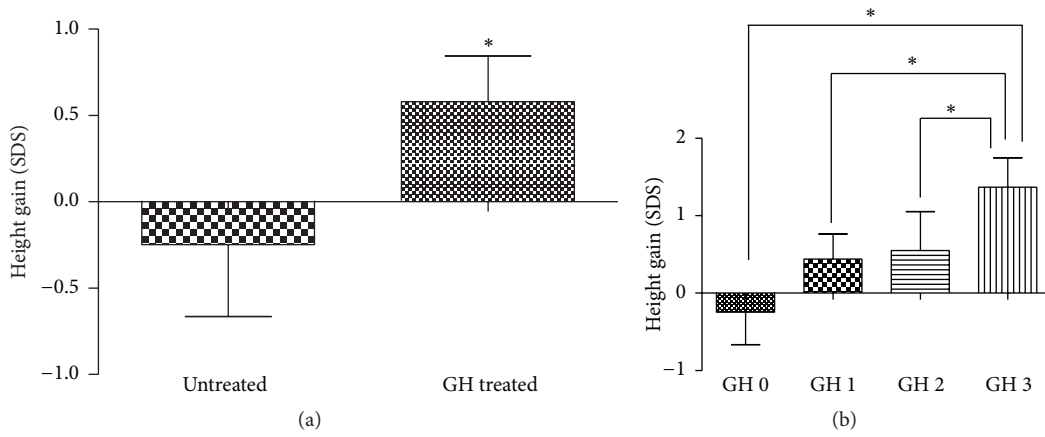 1.0
0.5
0.0
−0.5
−1.0
Height gain (SDS)
*
Untreated
GH treated
(a)
*
*
*
2
1
0
−1
Height gain (SDS)
GH 0
GH 1
GH 2
GH 3
(b)